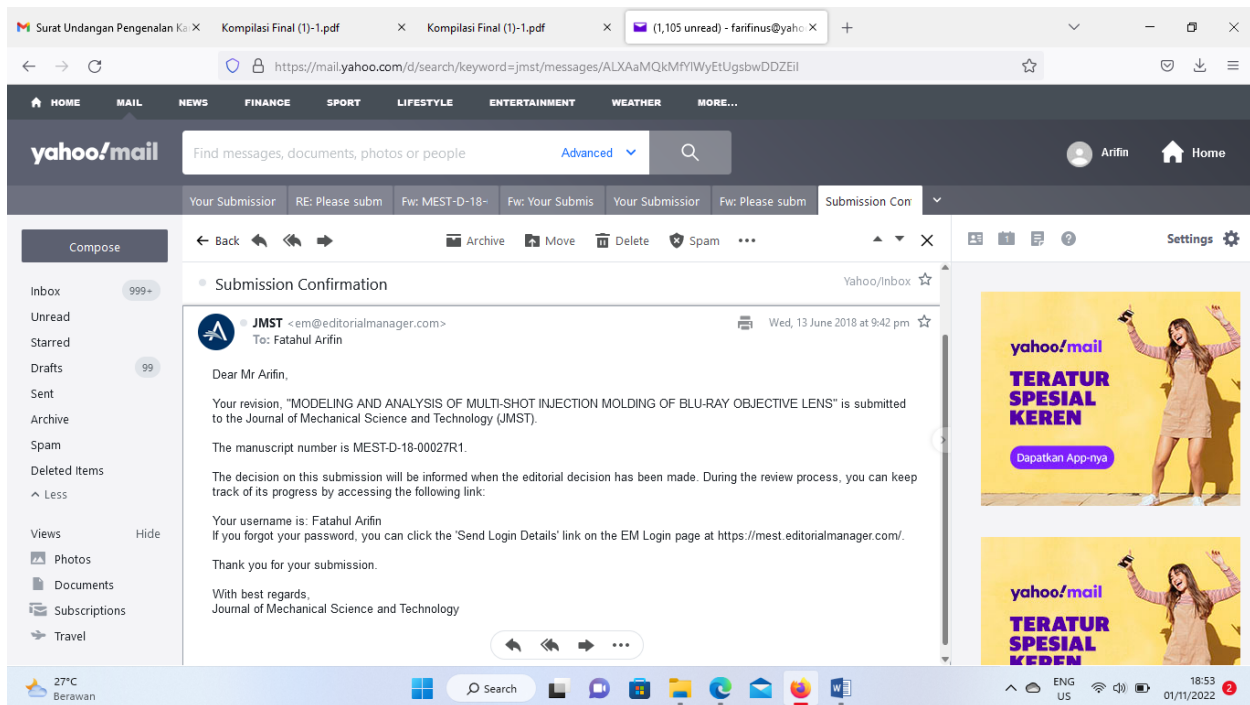 Surat Undangan Pengenalan Ka
Kompilasi Final (1)-1.pdf
Kompilasi Final (1)-1.pdf
(1,105 unread) - farifinus@yaho
https://mail.yahoo.com/d/search/keyword=jmst/messages/ALXAaMQkMfYlWyEtUgsbwDDZEiI
HOME MAIL NEWS FINANCE SPORT LIFESTYLE ENTERTAINMENT WEATHER MORE...
yahoo!mail
Find messages, documents, photos or people
Advanced
Arifin
Home
Your Submissior
RE: Please subm
Fw: MEST-D-18-
Fw: Your Submis
Your Submissior
Fw: Please subm
Submission Con
Compose
Back
Archive
Move
Delete
Spam
Settings
Inbox 999+
Unread
Starred
Drafts 99
Sent
Archive
Spam
Deleted Items
Less
Views Hide
Photos
Documents
Subscriptions
Travel
Submission Confirmation
Yahoo/Inbox
JMST <em@editorialmanager.com>
Wed, 13 June 2018 at 9:42 pm
To: Fatahul Arifin
Dear Mr Arifin,
Your revision, "MODELING AND ANALYSIS OF MULTI-SHOT INJECTION MOLDING OF BLU-RAY OBJECTIVE LENS" is submitted
to the Journal of Mechanical Science and Technology (JMST).
The manuscript number is MEST-D-18-00027R1.
The decision on this submission will be informed when the editorial decision has been made. During the review process, you can keep
track of its progress by accessing the following link:
Your username is: Fatahul Arifin
If you forgot your password, you can click the 'Send Login Details' link on the EM Login page at https://mest.editorialmanager.com/.
Thank you for your submission.
With best regards,
Journal of Mechanical Science and Technology
1
yahoo!mail
TERATUR
SPESIAL
KEREN
Dapatkan App-nya
yahoo!mail
TERATUR
SPESIAL
KEREN
27°C
Berawan
Search
ENG
US
18:53
01/11/2022
2